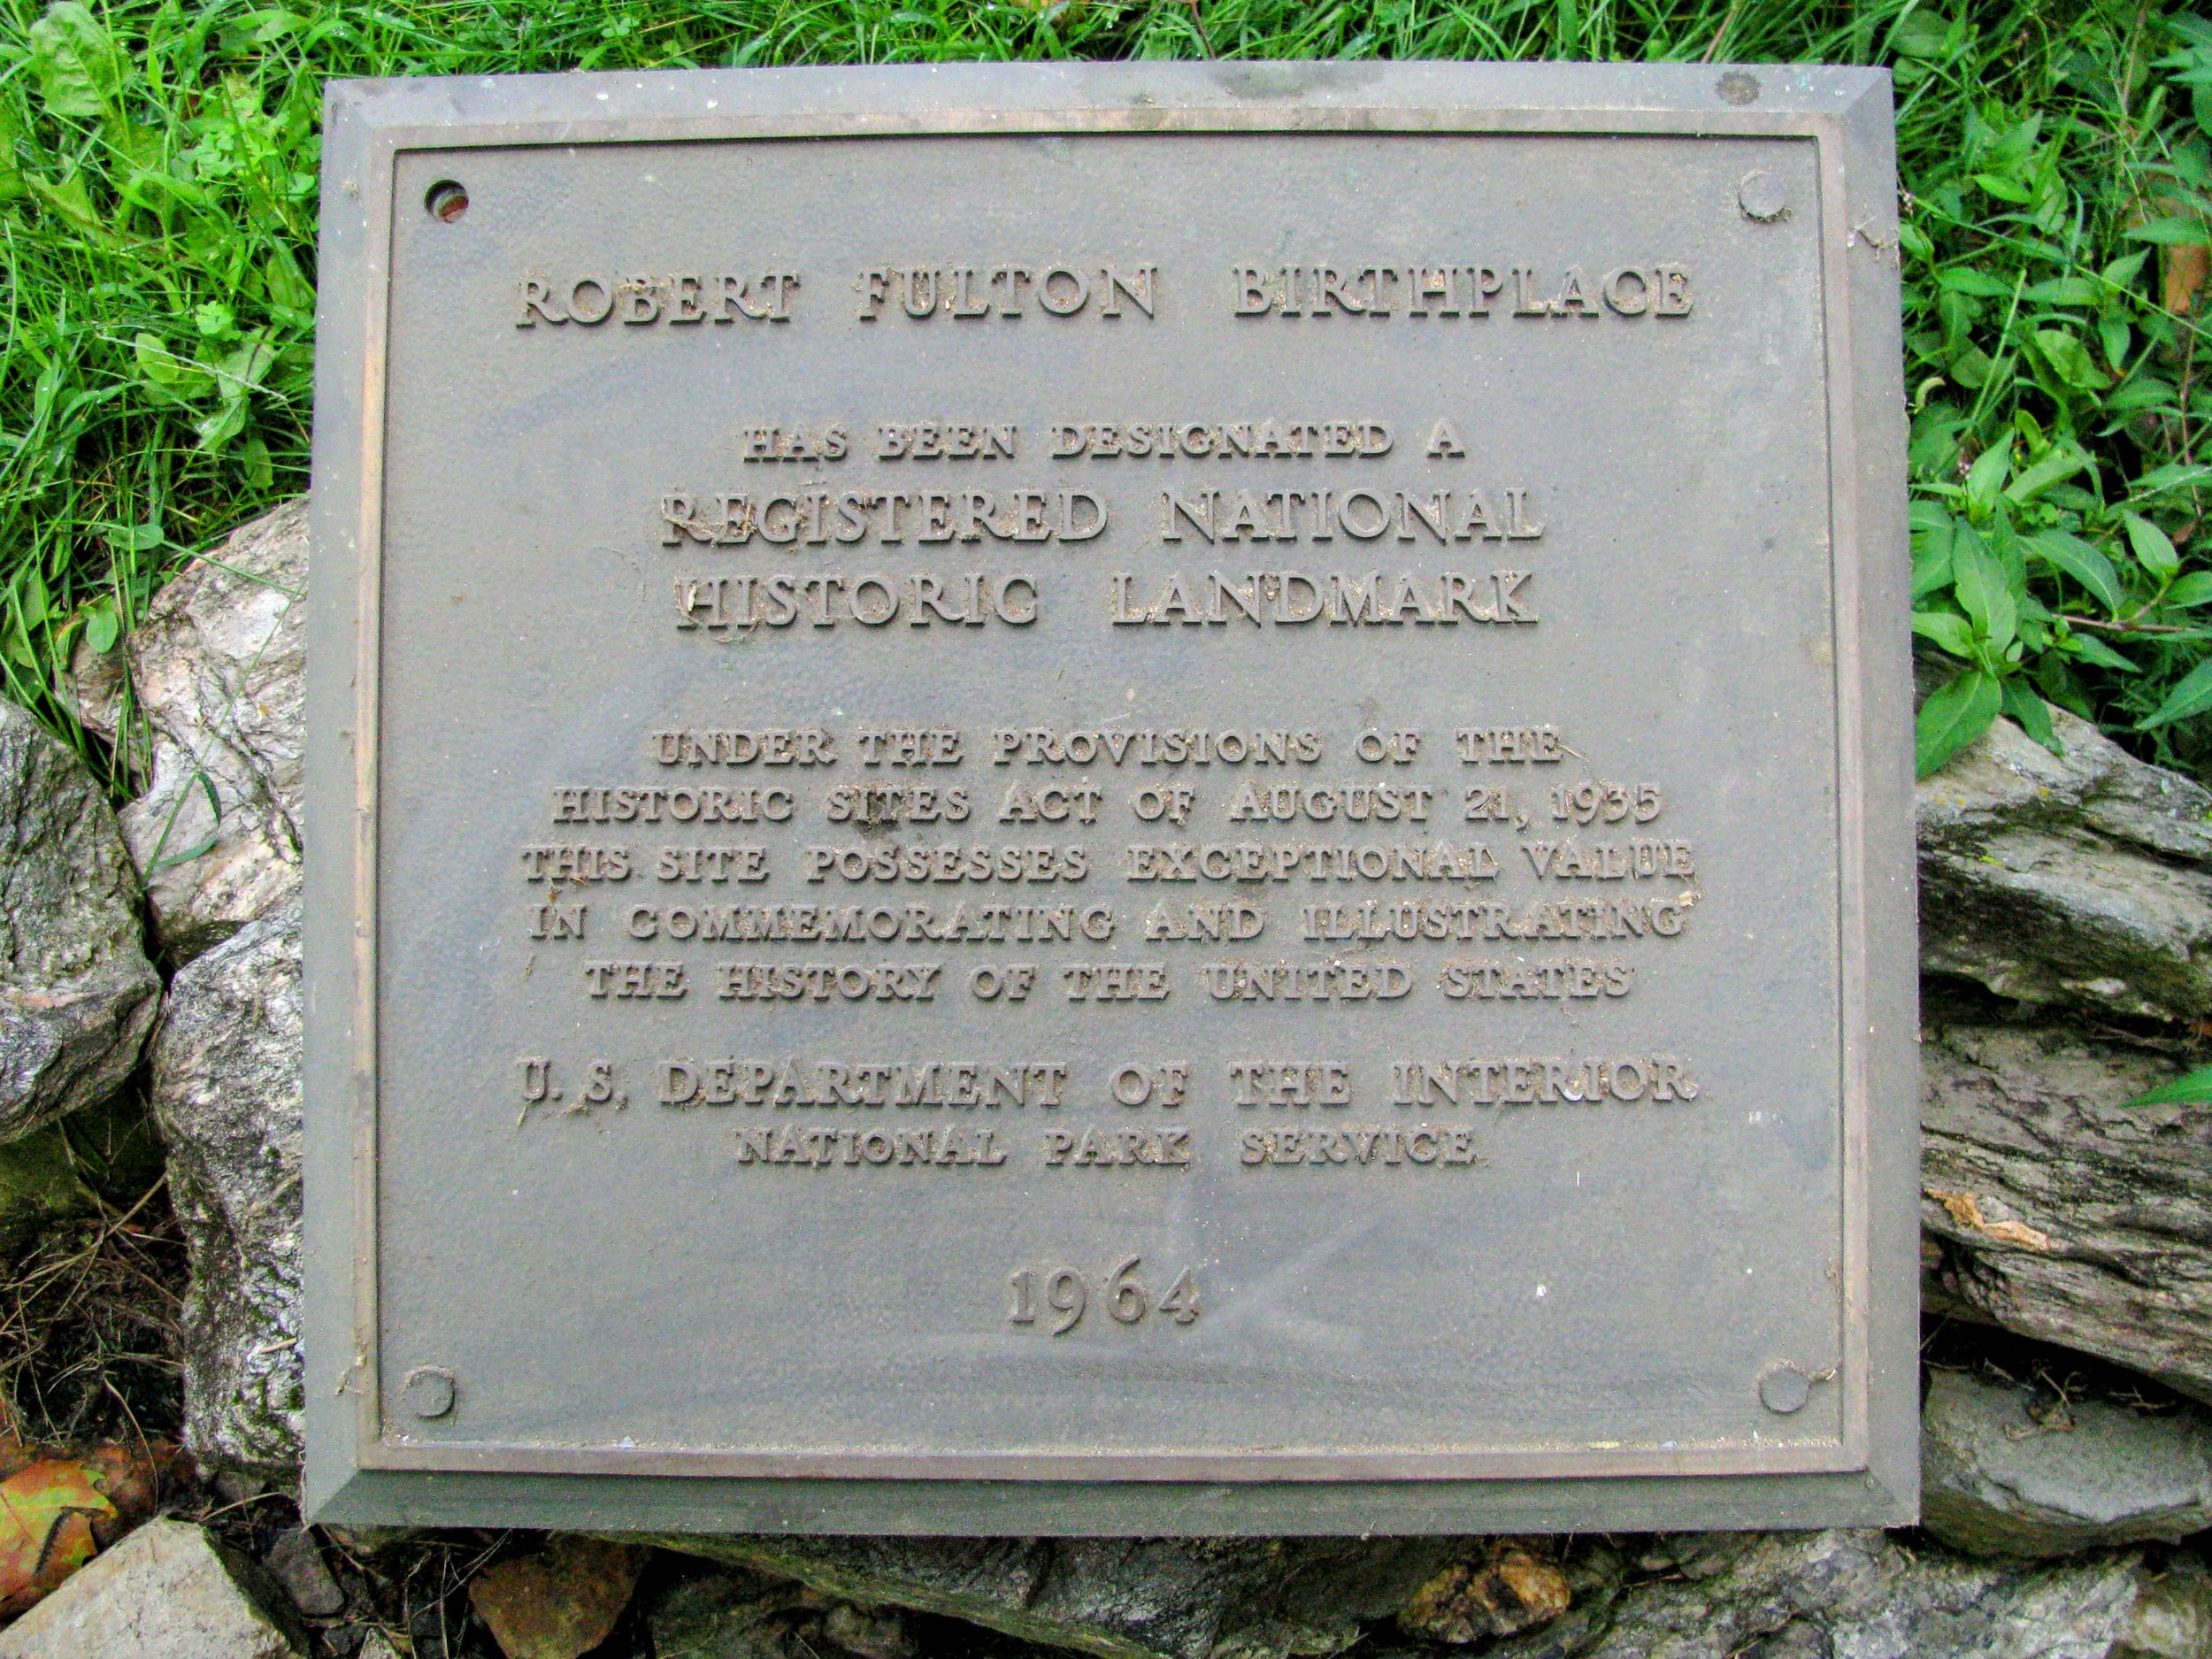 ROBERT FULTON BIRTHPLACE
HAS BEEN DESIGNATED A
REGISTERED NATIONAL
HISTORIC LANDMARK
UNDER THE PROVISIONS OF THE
HISTORIC SITES ACT OF AUGUST 21, 1935
THIS SITE POSSESSES EXCEPTIONAL VALUE
IN COMMEMORATING AND ILLUSTRATING
THE HISTORY OF THE UNITED STATES
U. S. DEPARTMENT OF THE INTERIOR
NATIONAL PARK SERVICE
1964